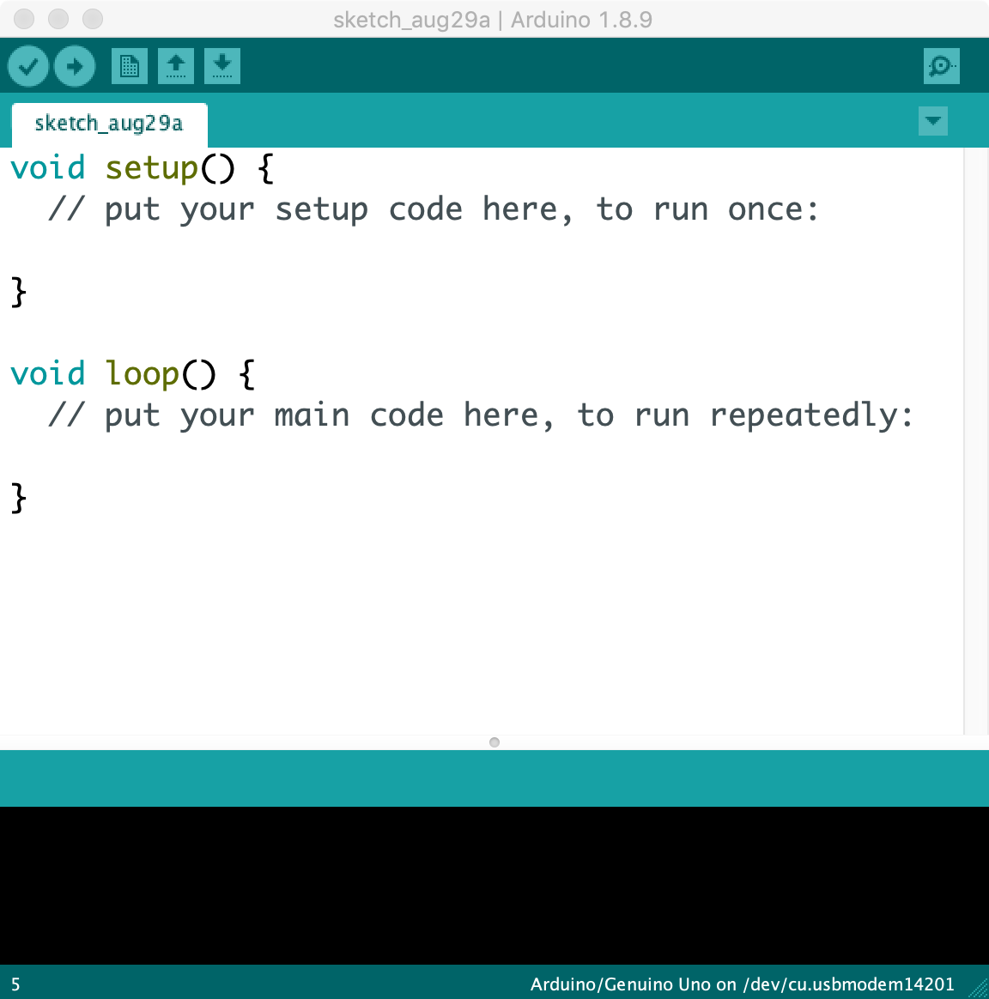 sketch_aug29a | Arduino 1.8.9
sketch_aug29a
void setup() {
  // put your setup code here, to run once:
}
void loop() {
  // put your main code here, to run repeatedly:
}
5
Arduino/Genuino Uno on /dev/cu.usbmodem14201